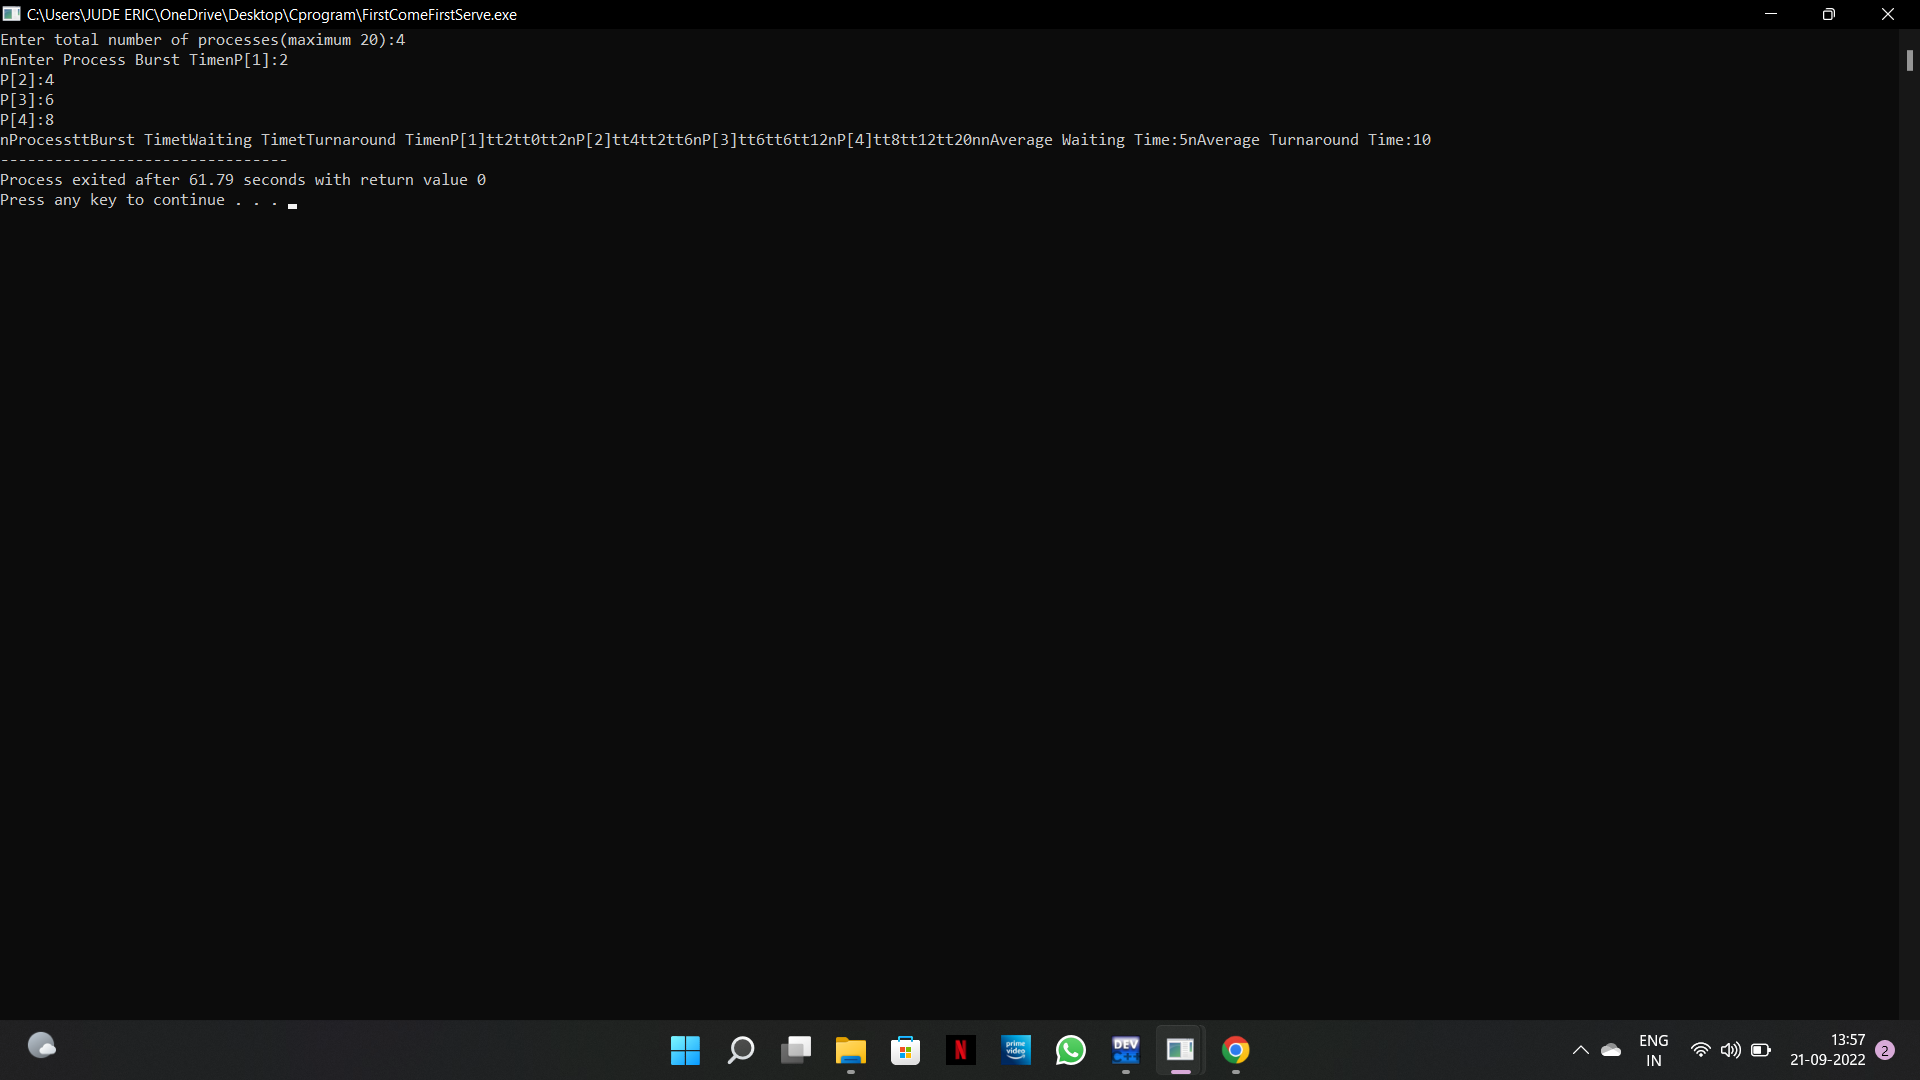 C:\Users\JUDE ERIC\OneDrive\Desktop\Cprogram\FirstComeFirstServe.exe
Enter total number of processes(maximum 20):4
nEnter Process Burst TimenP[1]:2
P[2]:4
P[3]:6
P[4]:8
nProcessttBurst TimetWaiting TimetTurnaround TimenP[1]tt2tt0tt2nP[2]tt4tt2tt6nP[3]tt6tt6tt12nP[4]tt8tt12tt20nnAverage Waiting Time:5nAverage Turnaround Time:10
--------------------------------
Process exited after 61.79 seconds with return value 0
Press any key to continue . . .
N
prime video
DEV
C++
ENG
IN
13:57
21-09-2022
2